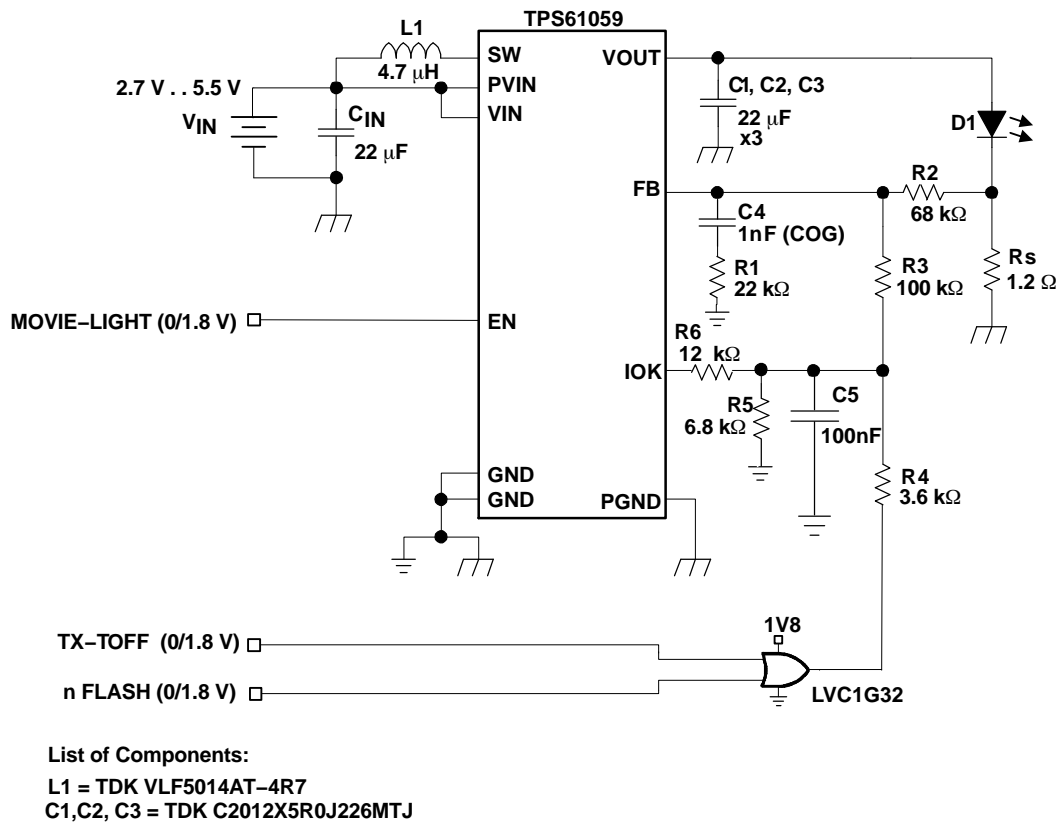 TPS61059
L1
4.7 μH
SW
PVIN
VIN
VOUT
2.7 V . . 5.5 V
VIN
CIN
22 μF
C1, C2, C3
22 μF
x3
D1
FB
R2
68 kΩ
C4
1nF (COG)
R1
22 kΩ
R3
100 kΩ
Rs
1.2 Ω
MOVIE–LIGHT (0/1.8 V)
EN
R6
12 kΩ
IOK
R5
6.8 kΩ
C5
100nF
R4
3.6 kΩ
GND
GND
PGND
1V8
TX–TOFF (0/1.8 V)
n FLASH (0/1.8 V)
LVC1G32
List of Components:
L1 = TDK VLF5014AT–4R7
C1,C2, C3 = TDK C2012X5R0J226MTJ